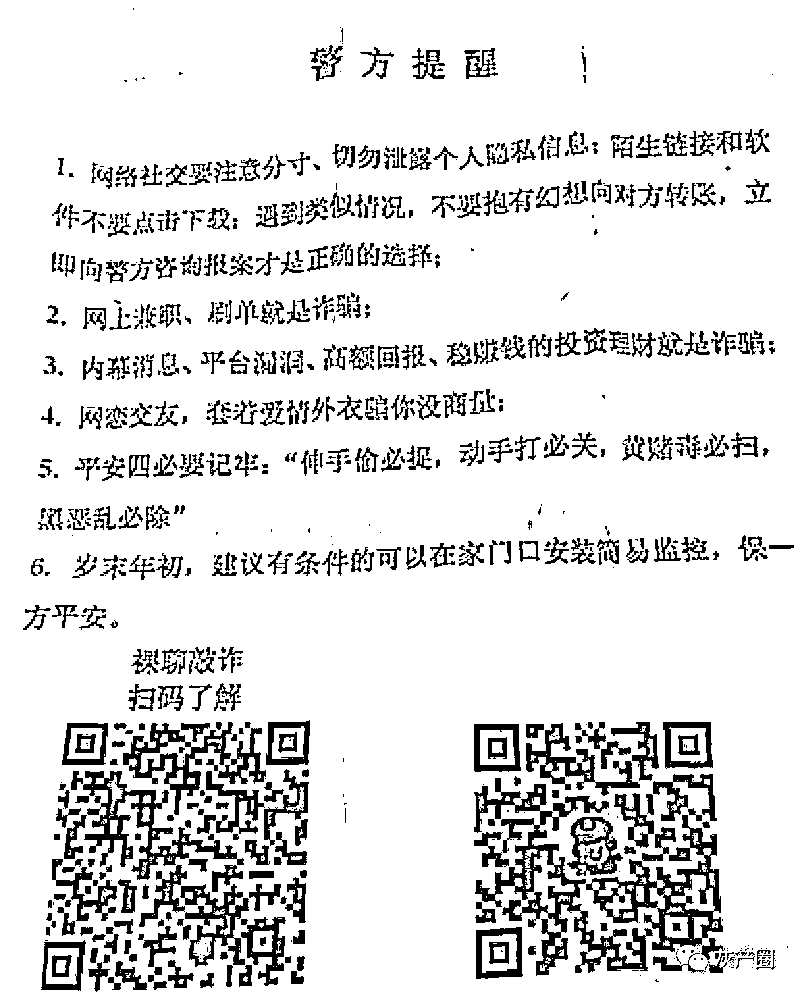 警方提醒
1. 网络社交要注意分寸、切勿泄露个人隐私信息；陌生链接和软
件不要点击下载；遇到类似情况，不要抱有幻想向对方转账，立
即向警方咨询报案才是正确的选择；
2. 网上兼职、刷单就是诈骗；
3. 内幕消息、平台漏洞、高额回报、稳赚钱的投资理财就是诈骗；
4. 网恋交友，套着爱情外衣骗你没商量；
5. 平安四必要记牢：“伸手偷必捉，动手打必关，黄赌毒必扫，
黑恶乱必除”
6. 岁末年初，建议有条件的可以在家门口安装简易监控，保一
方平安。
裸聊敲诈
扫码了解
灰产圈